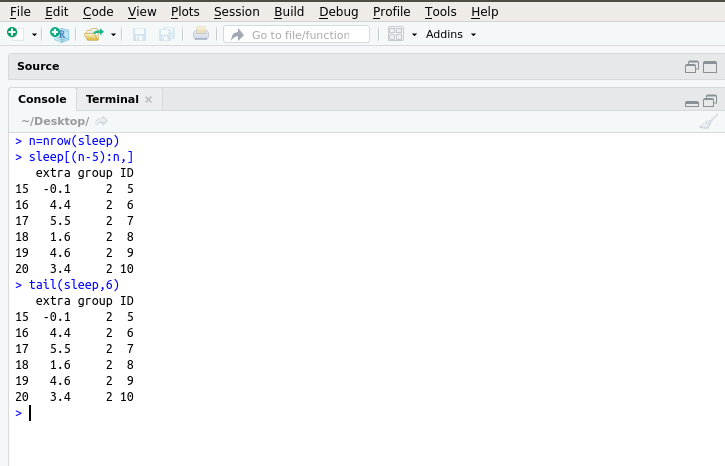 File Edit Code View Plots Session Build Debug Profile Tools Help
R Go to file/function Addins
Source
Console Terminal ×
~/Desktop/
> n=nrow(sleep)
> sleep[(n-5):n,]
   extra group ID
15  -0.1     2  5
16   4.4     2  6
17   5.5     2  7
18   1.6     2  8
19   4.6     2  9
20   3.4     2 10
> tail(sleep,6)
   extra group ID
15  -0.1     2  5
16   4.4     2  6
17   5.5     2  7
18   1.6     2  8
19   4.6     2  9
20   3.4     2 10
>